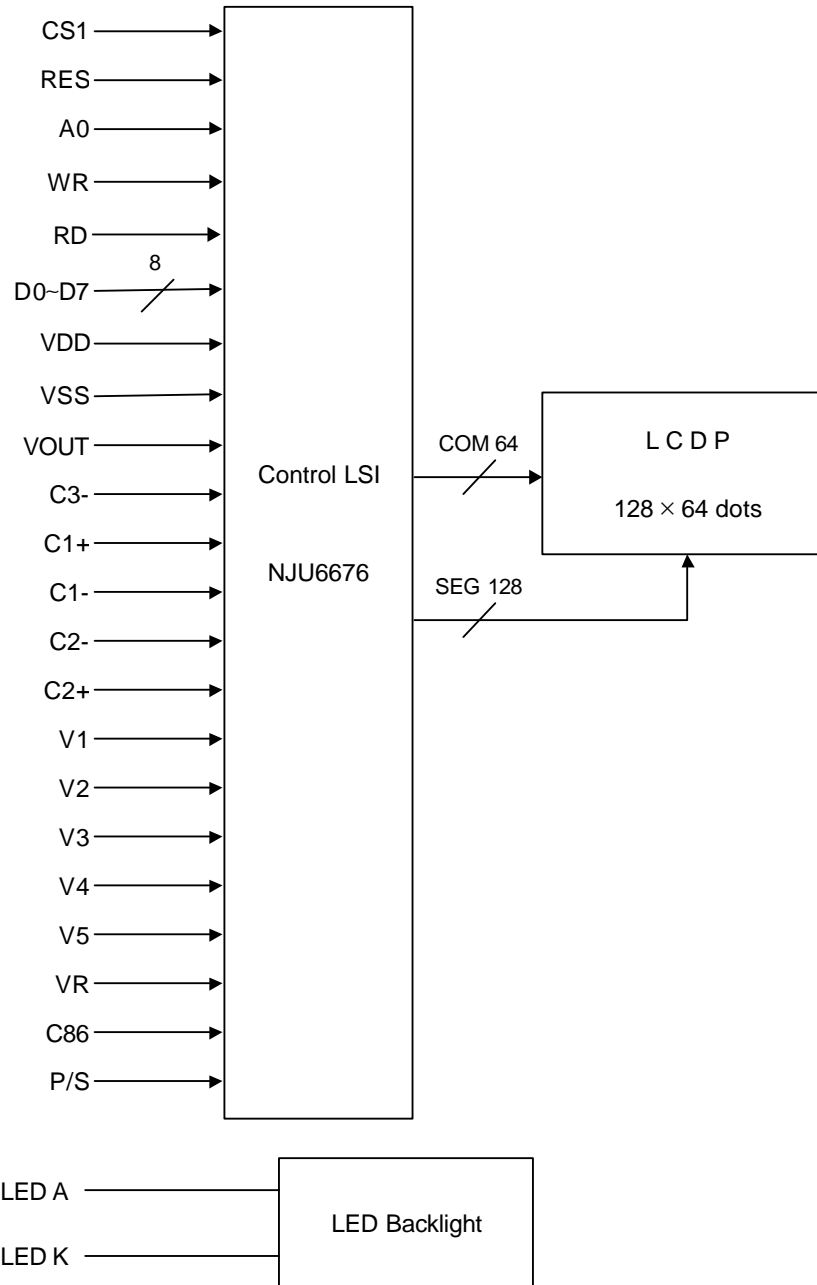 CS1
RES
A0
WR
RD
8
D0~D7
VDD
VSS
VOUT
C3-
C1+
C1-
C2-
C2+
V1
V2
V3
V4
V5
VR
C86
P/S
Control LSI
NJU6676
COM 64
SEG 128
L C D P
128 × 64 dots
LED A
LED K
LED Backlight